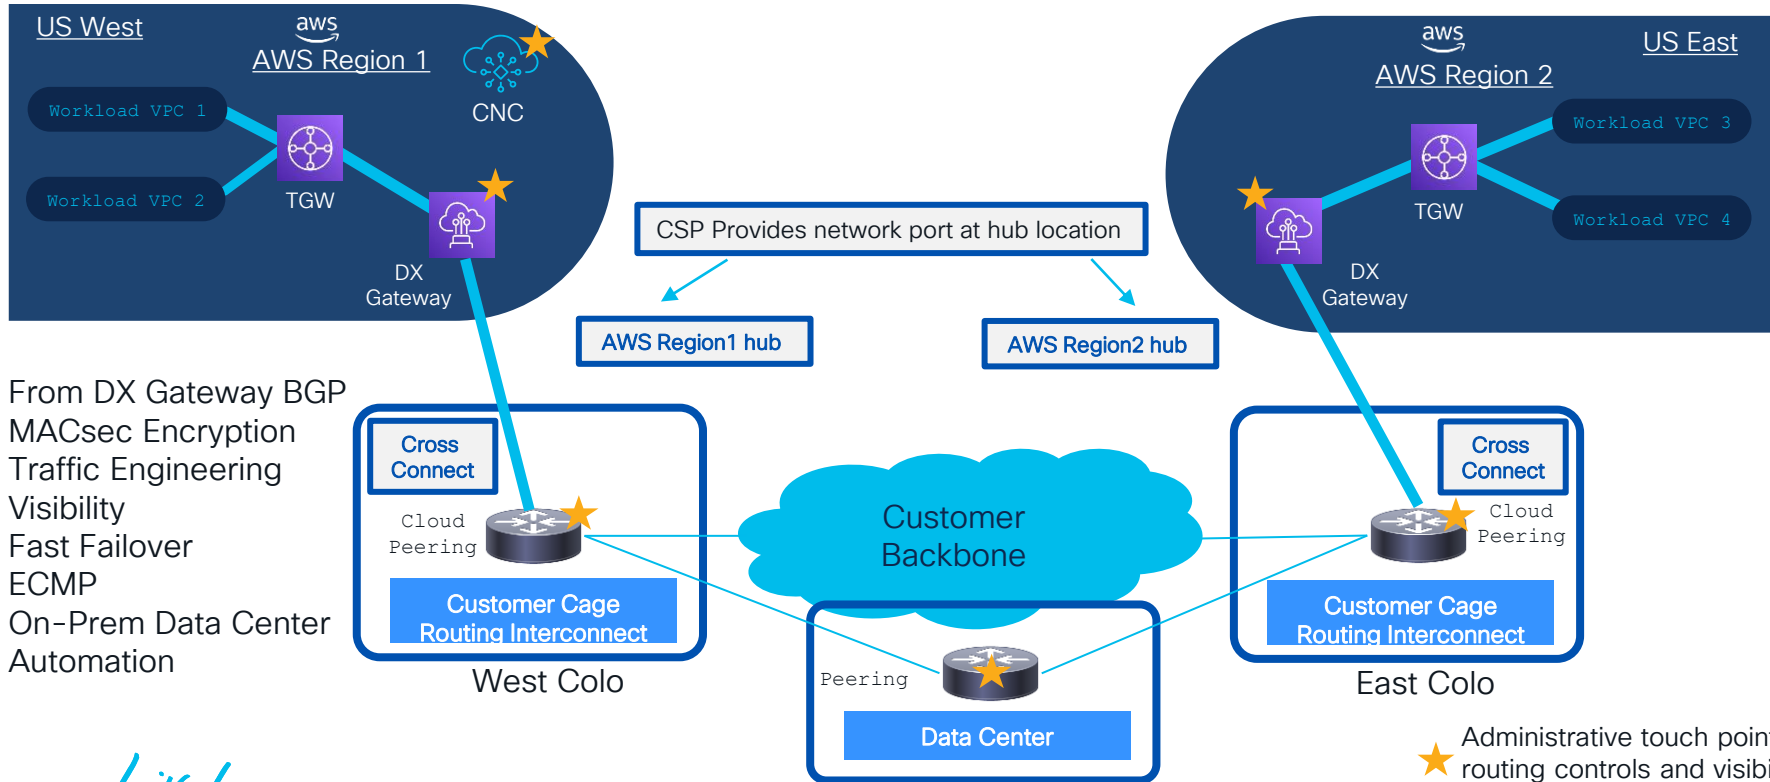 US West
aws
AWS Region 1
CNC
Workload VPC 1
Workload VPC 2
TGW
DX
Gateway
aws
AWS Region 2
US East
Workload VPC 3
Workload VPC 4
TGW
DX
Gateway
CSP Provides network port at hub location
AWS Region1 hub
AWS Region2 hub
From DX Gateway BGP
MACsec Encryption
Traffic Engineering
Visibility
Fast Failover
ECMP
On-Prem Data Center
Automation
Cross
Connect
Cloud
Peering
Customer Cage
Routing Interconnect
West Colo
Customer
Backbone
Peering
Data Center
Cross
Connect
Cloud
Peering
Customer Cage
Routing Interconnect
East Colo
Administrative touch point
routing controls and